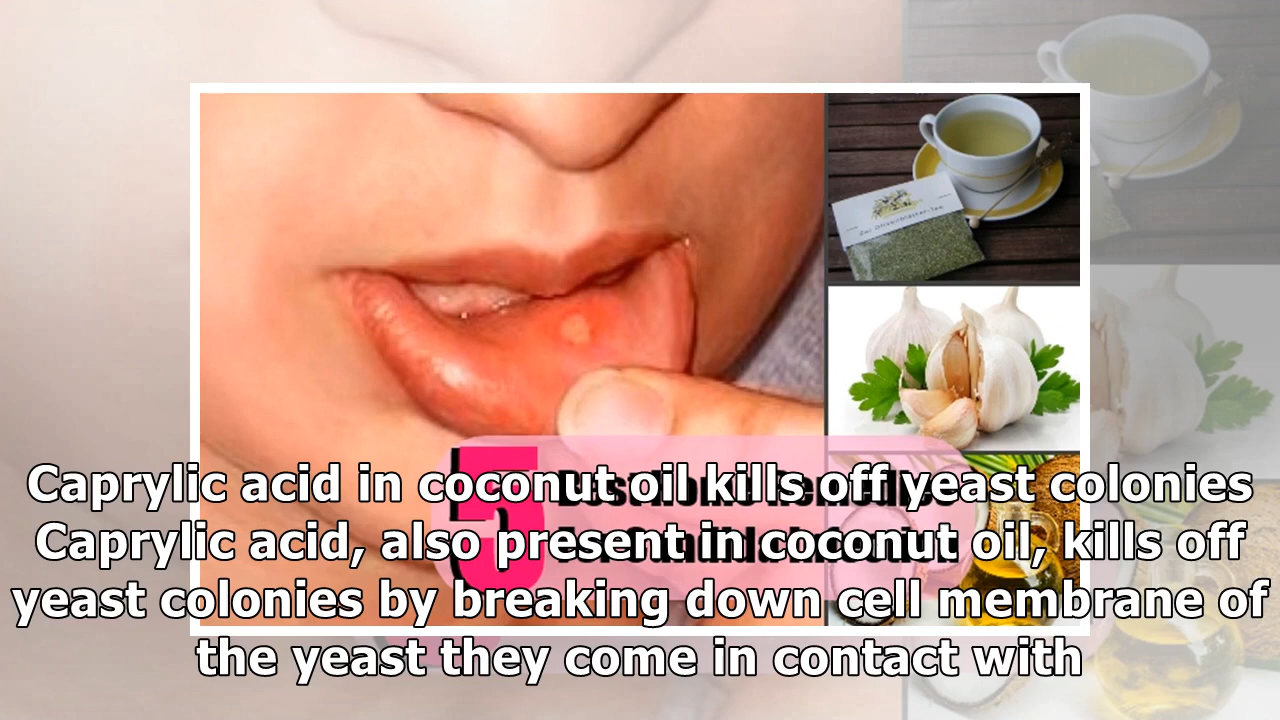 Caprylic acid in coconut oil kills off yeast colonies
Caprylic acid, also present in coconut oil, kills off
yeast colonies by breaking down cell membrane of
the yeast they come in contact with
5